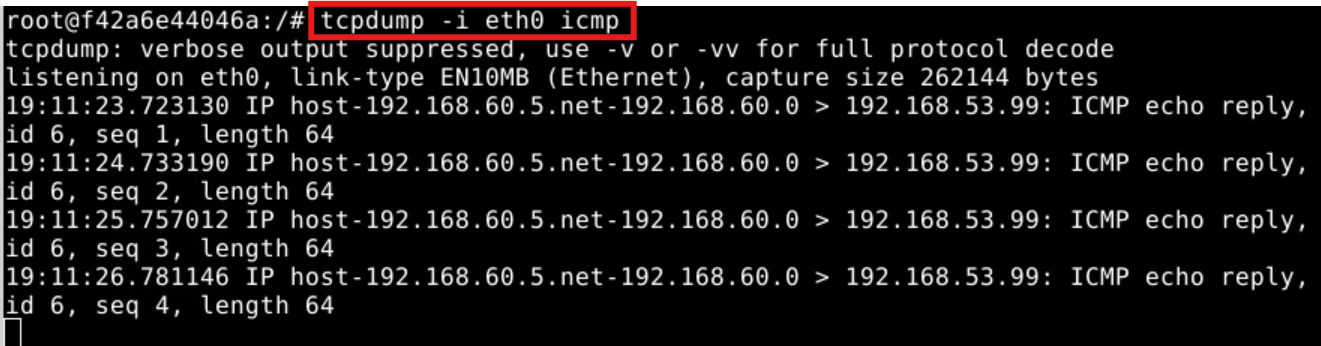 root@f42a6e44046a:/# tcpdump -i eth0 icmp
tcpdump: verbose output suppressed, use -v or -vv for full protocol decode
listening on eth0, link-type EN10MB (Ethernet), capture size 262144 bytes
19:11:23.723130 IP host-192.168.60.5.net-192.168.60.0 > 192.168.53.99: ICMP echo reply,
id 6, seq 1, length 64
19:11:24.733190 IP host-192.168.60.5.net-192.168.60.0 > 192.168.53.99: ICMP echo reply,
id 6, seq 2, length 64
19:11:25.757012 IP host-192.168.60.5.net-192.168.60.0 > 192.168.53.99: ICMP echo reply,
id 6, seq 3, length 64
19:11:26.781146 IP host-192.168.60.5.net-192.168.60.0 > 192.168.53.99: ICMP echo reply,
id 6, seq 4, length 64